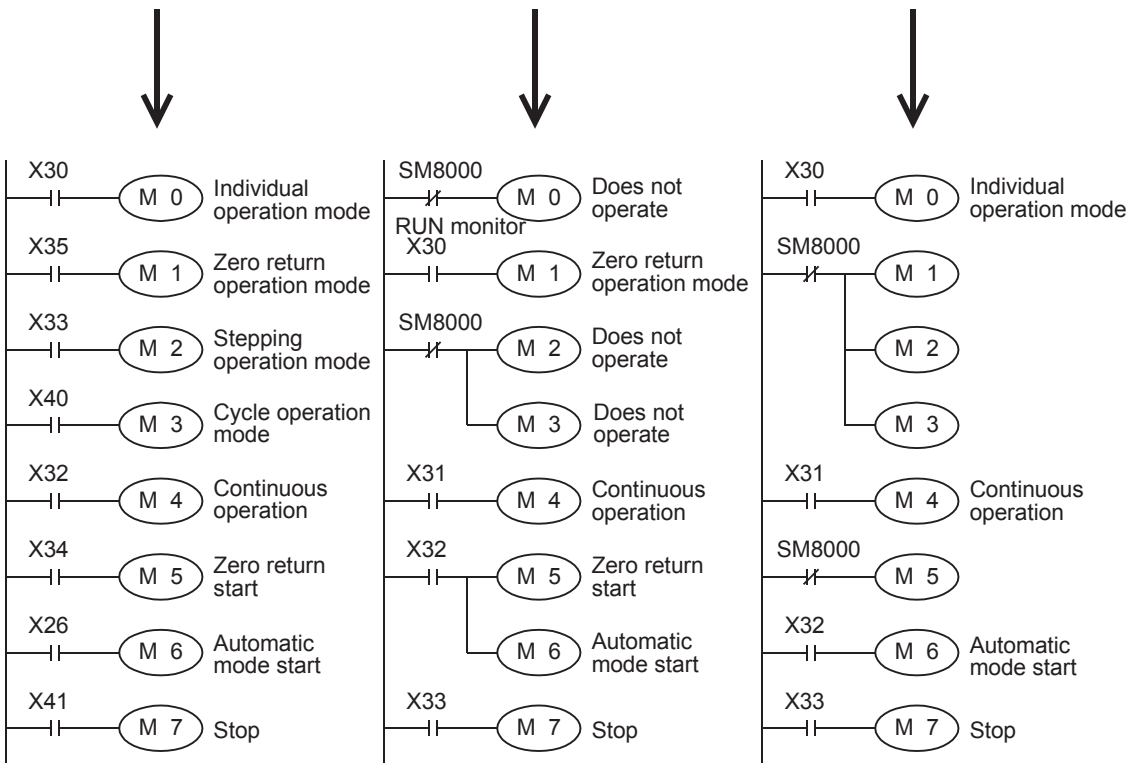 X30
M 0
Individual
operation mode
X35
M 1
Zero return
operation mode
X33
M 2
Stepping
operation mode
X40
M 3
Cycle operation
mode
X32
M 4
Continuous
operation
X34
M 5
Zero return
start
X26
M 6
Automatic
mode start
X41
M 7
Stop
SM8000
M 0
Does not
operate
RUN monitor
X30
M 1
Zero return
operation mode
SM8000
M 2
Does not
operate
M 3
Does not
operate
X31
M 4
Continuous
operation
X32
M 5
Zero return
start
M 6
Automatic
mode start
X33
M 7
Stop
X30
M 0
Individual
operation mode
SM8000
M 1
M 2
M 3
X31
M 4
Continuous
operation
SM8000
M 5
X32
M 6
Automatic
mode start
X33
M 7
Stop